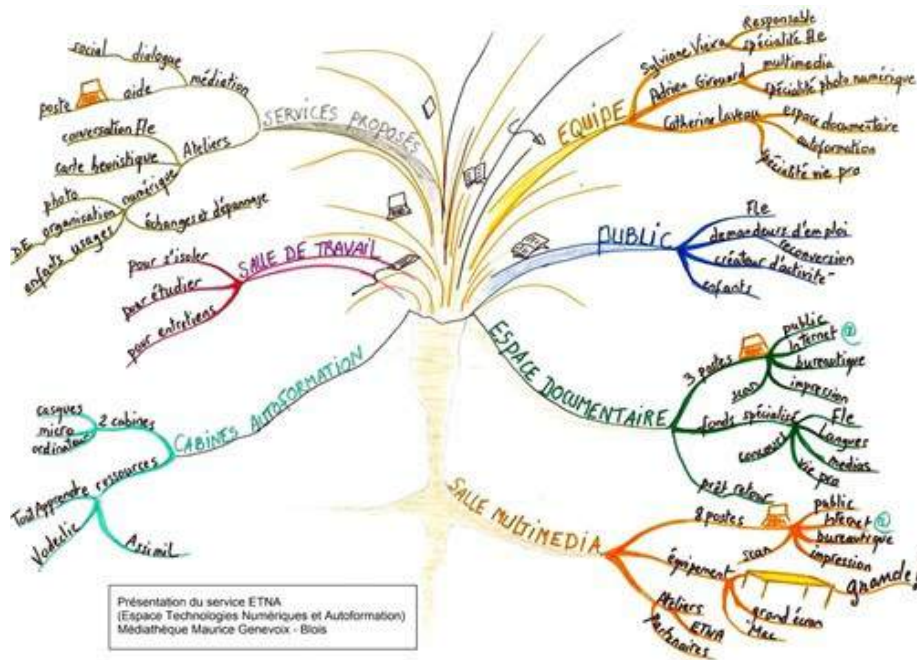 SERVICES PROPOSÉS
médiation
dialogue
social
aide
poste
Ateliers
conversation fle
carte heuristique
numérique
photo
organisation
DE
enfants usages
échanges et dépannage
EQUIPE
Sylviane Vieira
Responsable
spécialité fle
Adrien Girouard
multimedia
spécialité photo numérique
Catherine Laveau
espace documentaire
autoformation
spécialité vie pro
PUBLIC
Fle
demandeurs d'emploi
reconversion
créateur d'activité
enfants
SALLE DE TRAVAIL
pour s'isoler
pour étudier
pour entretiens
ESPACE DOCUMENTAIRE
3 postes
public
Internet @
bureautique
impression
scan
fonds spécialisé
Fle
Langues
medias
vie pro
concours
prêt retour
CABINES AUTOFORMATION
2 cabines
casques
micro
ordinateur
ressources
Tout Apprendre
Vodeclic
Assimil
SALLE MULTIMEDIA
8 postes
public
Internet @
bureautique
impression
scan
équipement
grande!
grand écran
Mac
Ateliers
ETNA
Partenaires
Présentation du service ETNA
(Espace Technologies Numériques et Autoformation)
Médiathèque Maurice Genevoix - Blois